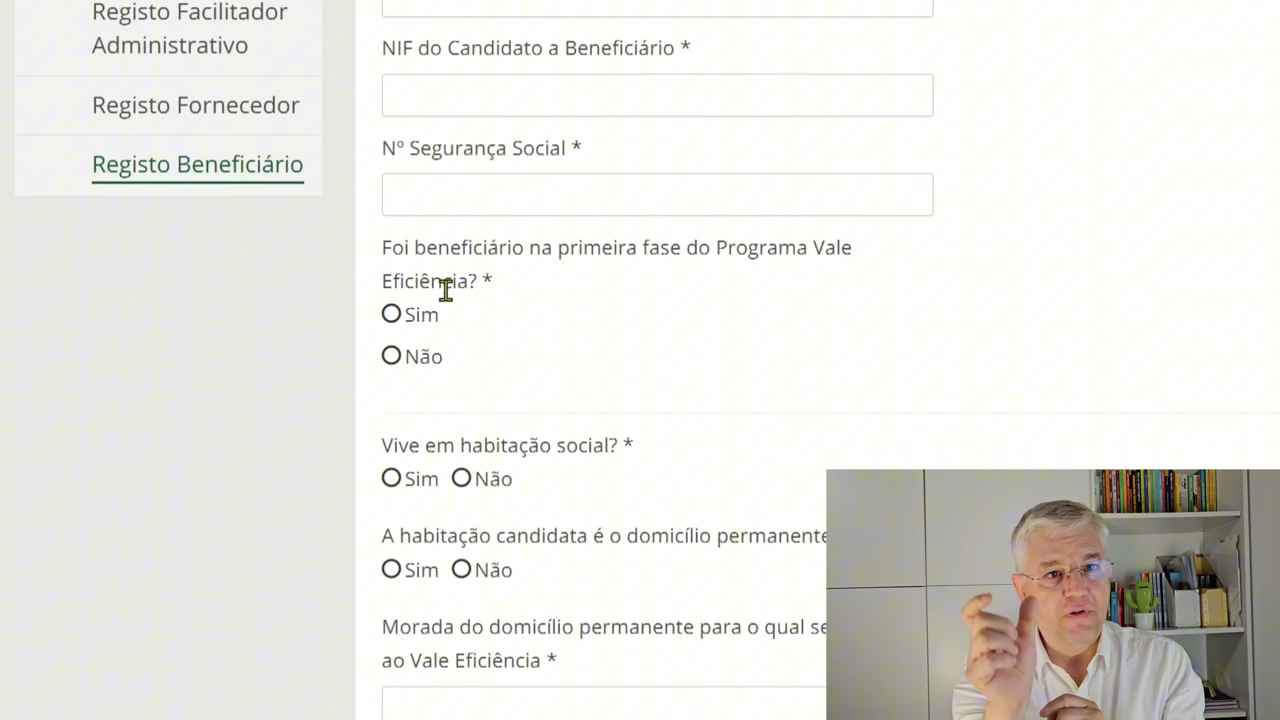 Registo Facilitador
Administrativo
Registo Fornecedor
Registo Beneficiário
NIF do Candidato a Beneficiário *
Nº Segurança Social *
Foi beneficiário na primeira fase do Programa Vale
Eficiência? *
Sim
Não
Vive em habitação social? *
Sim Não
A habitação candidata é o domicílio permanente
Sim Não
Morada do domicílio permanente para o qual se
ao Vale Eficiência *